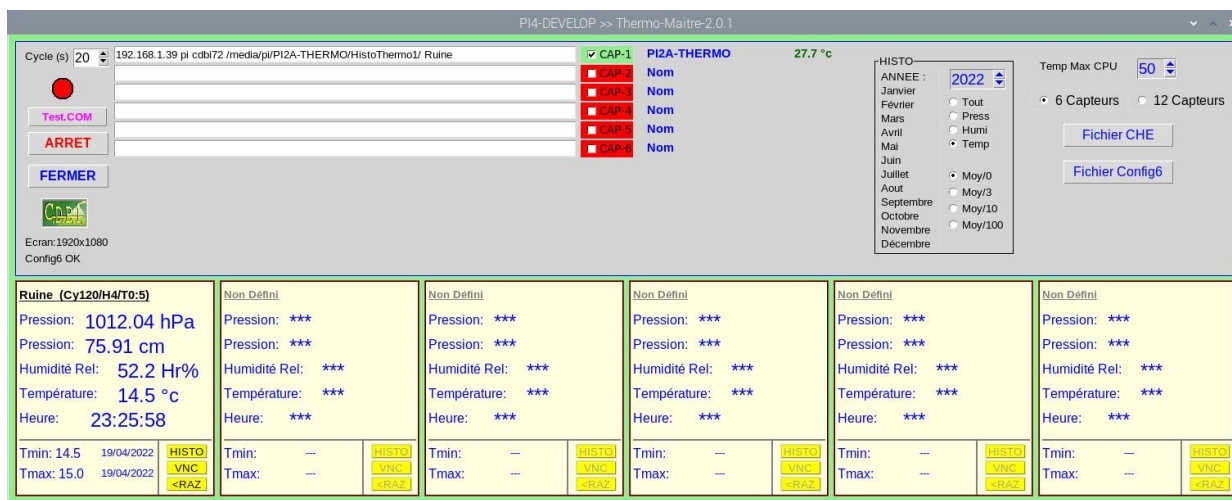 PI4-DEVELOP >> Thermo-Maitre-2.0.1
Cycle (s) 20 192.168.1.39 pi cdbi72 /media/pi/PI2A-THERMO/HistoThermo1/ Ruine CAP-1 PI2A-THERMO 27.7 °c
CAP-2 Nom
CAP-3 Nom
CAP-4 Nom
CAP-5 Nom
CAP-6 Nom
Test.COM
ARRET
FERMER
Ecran:1920x1080
Config6 OK
HISTO
ANNEE : 2022
Janvier
Février
Mars
Avril
Mai
Juin
Juillet
Aout
Septembre
Octobre
Novembre
Décembre
Tout
Press
Humi
Temp
Moy/0
Moy/3
Moy/10
Moy/100
Temp Max CPU 50
6 Capteurs 12 Capteurs
Fichier CHE
Fichier Config6
Ruine (Cy120/H4/T0:5)
Pression: 1012.04 hPa
Pression: 75.91 cm
Humidité Rel: 52.2 Hr%
Température: 14.5 °c
Heure: 23:25:58
Tmin: 14.5 19/04/2022 HISTO
Tmax: 15.0 19/04/2022 VNC
<RAZ
Non Défini
Pression: ***
Pression: ***
Humidité Rel: ***
Température: ***
Heure: ***
Tmin: --- HISTO
Tmax: --- VNC
<RAZ
Non Défini
Pression: ***
Pression: ***
Humidité Rel: ***
Température: ***
Heure: ***
Tmin: --- HISTO
Tmax: --- VNC
<RAZ
Non Défini
Pression: ***
Pression: ***
Humidité Rel: ***
Température: ***
Heure: ***
Tmin: --- HISTO
Tmax: --- VNC
<RAZ
Non Défini
Pression: ***
Pression: ***
Humidité Rel: ***
Température: ***
Heure: ***
Tmin: --- HISTO
Tmax: --- VNC
<RAZ
Non Défini
Pression: ***
Pression: ***
Humidité Rel: ***
Température: ***
Heure: ***
Tmin: --- HISTO
Tmax: --- VNC
<RAZ